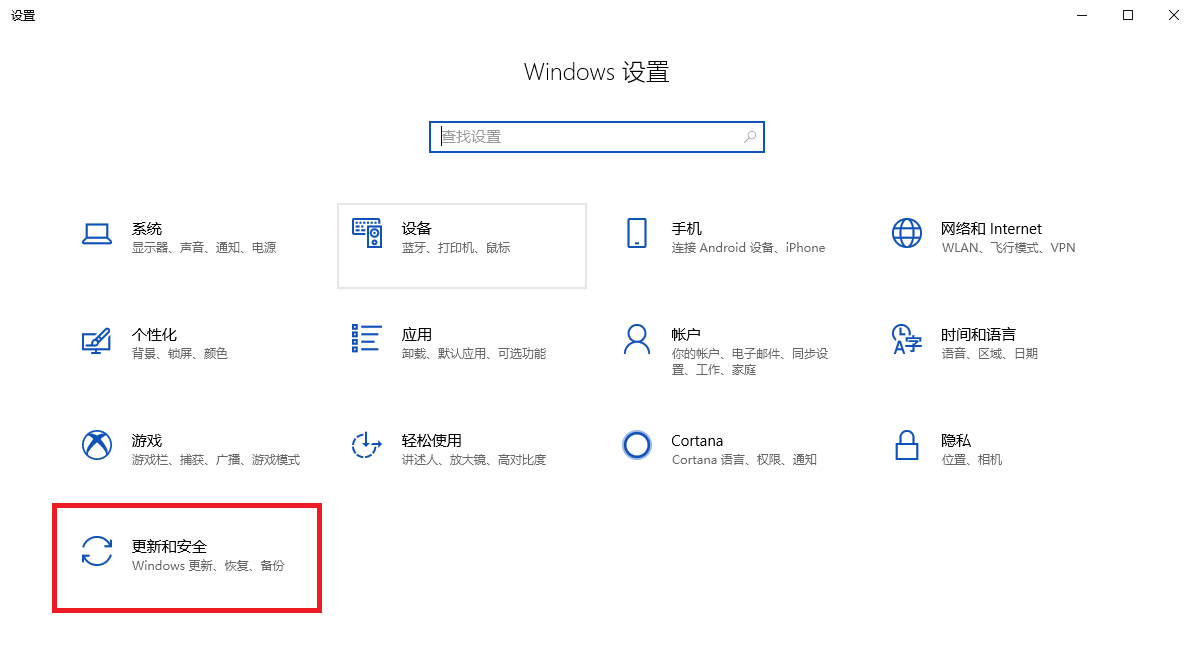 设置
Windows 设置
查找设置
系统
显示器、声音、通知、电源
设备
蓝牙、打印机、鼠标
手机
连接 Android 设备、iPhone
网络和 Internet
WLAN、飞行模式、VPN
个性化
背景、锁屏、颜色
应用
卸载、默认应用、可选功能
帐户
你的帐户、电子邮件、同步设
置、工作、家庭
时间和语言
语音、区域、日期
游戏
游戏栏、捕获、广播、游戏模式
轻松使用
讲述人、放大镜、高对比度
Cortana
Cortana 语言、权限、通知
隐私
位置、相机
更新和安全
Windows 更新、恢复、备份